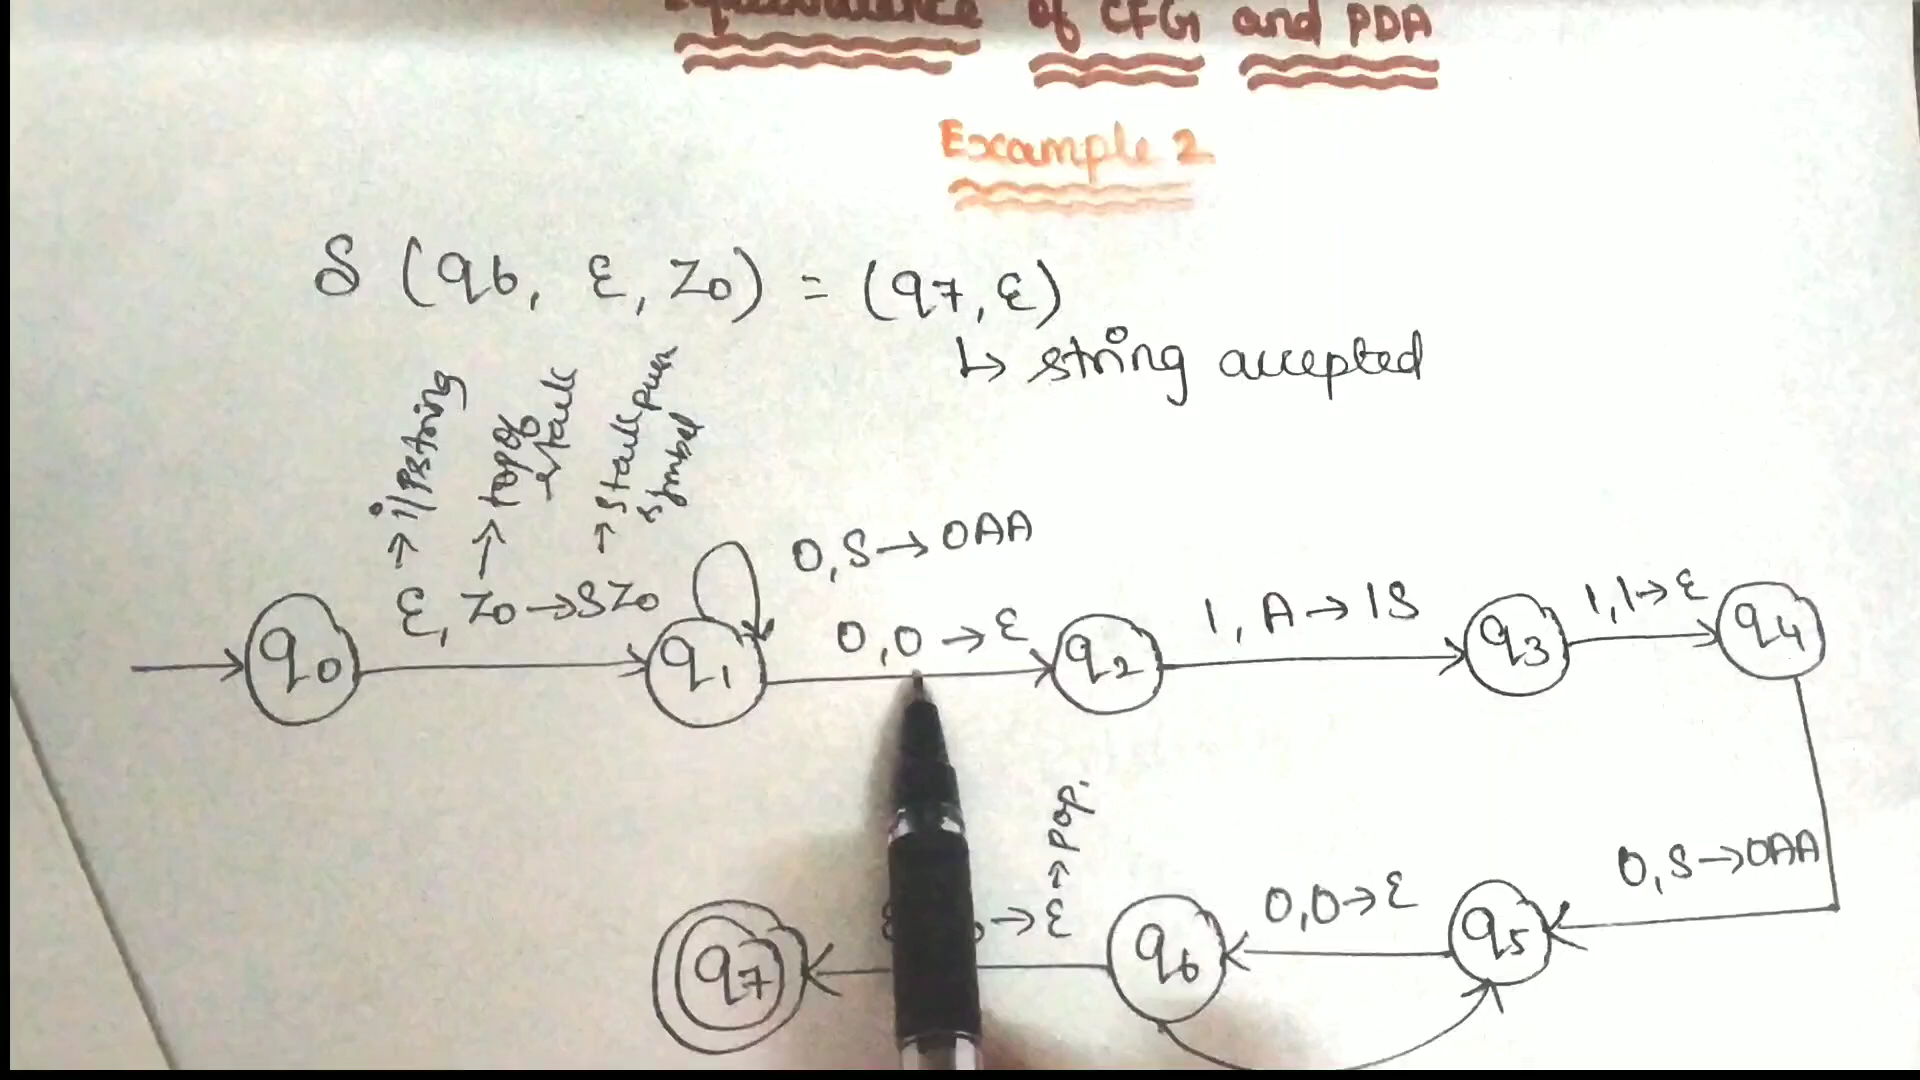 Equivalence of CFG and PDA
Example 2
δ (q6, ε, Z0) = (q7, ε)
↳ string accepted
→ i/p string
→ top of stack
→ stack push symbol
ε, Z0 → SZ0
0, S → 0AA
0, 0 → ε
1, A → 1S
1, 1 → ε
q0
q1
q2
q3
q4
0, S → 0AA
0, 0 → ε
→ ε → pop.
q7
q6
q5